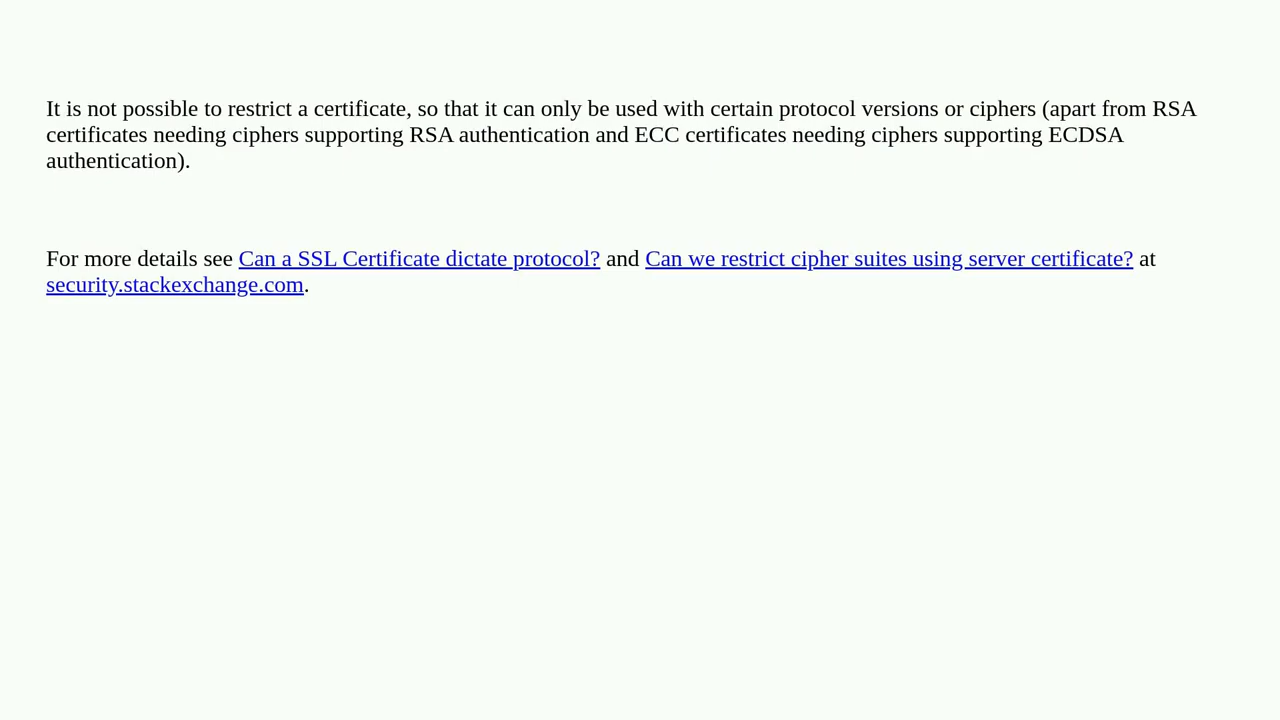 It is not possible to restrict a certificate, so that it can only be used with certain protocol versions or ciphers (apart from RSA
certificates needing ciphers supporting RSA authentication and ECC certificates needing ciphers supporting ECDSA
authentication).
For more details see Can a SSL Certificate dictate protocol? and Can we restrict cipher suites using server certificate? at
security.stackexchange.com.